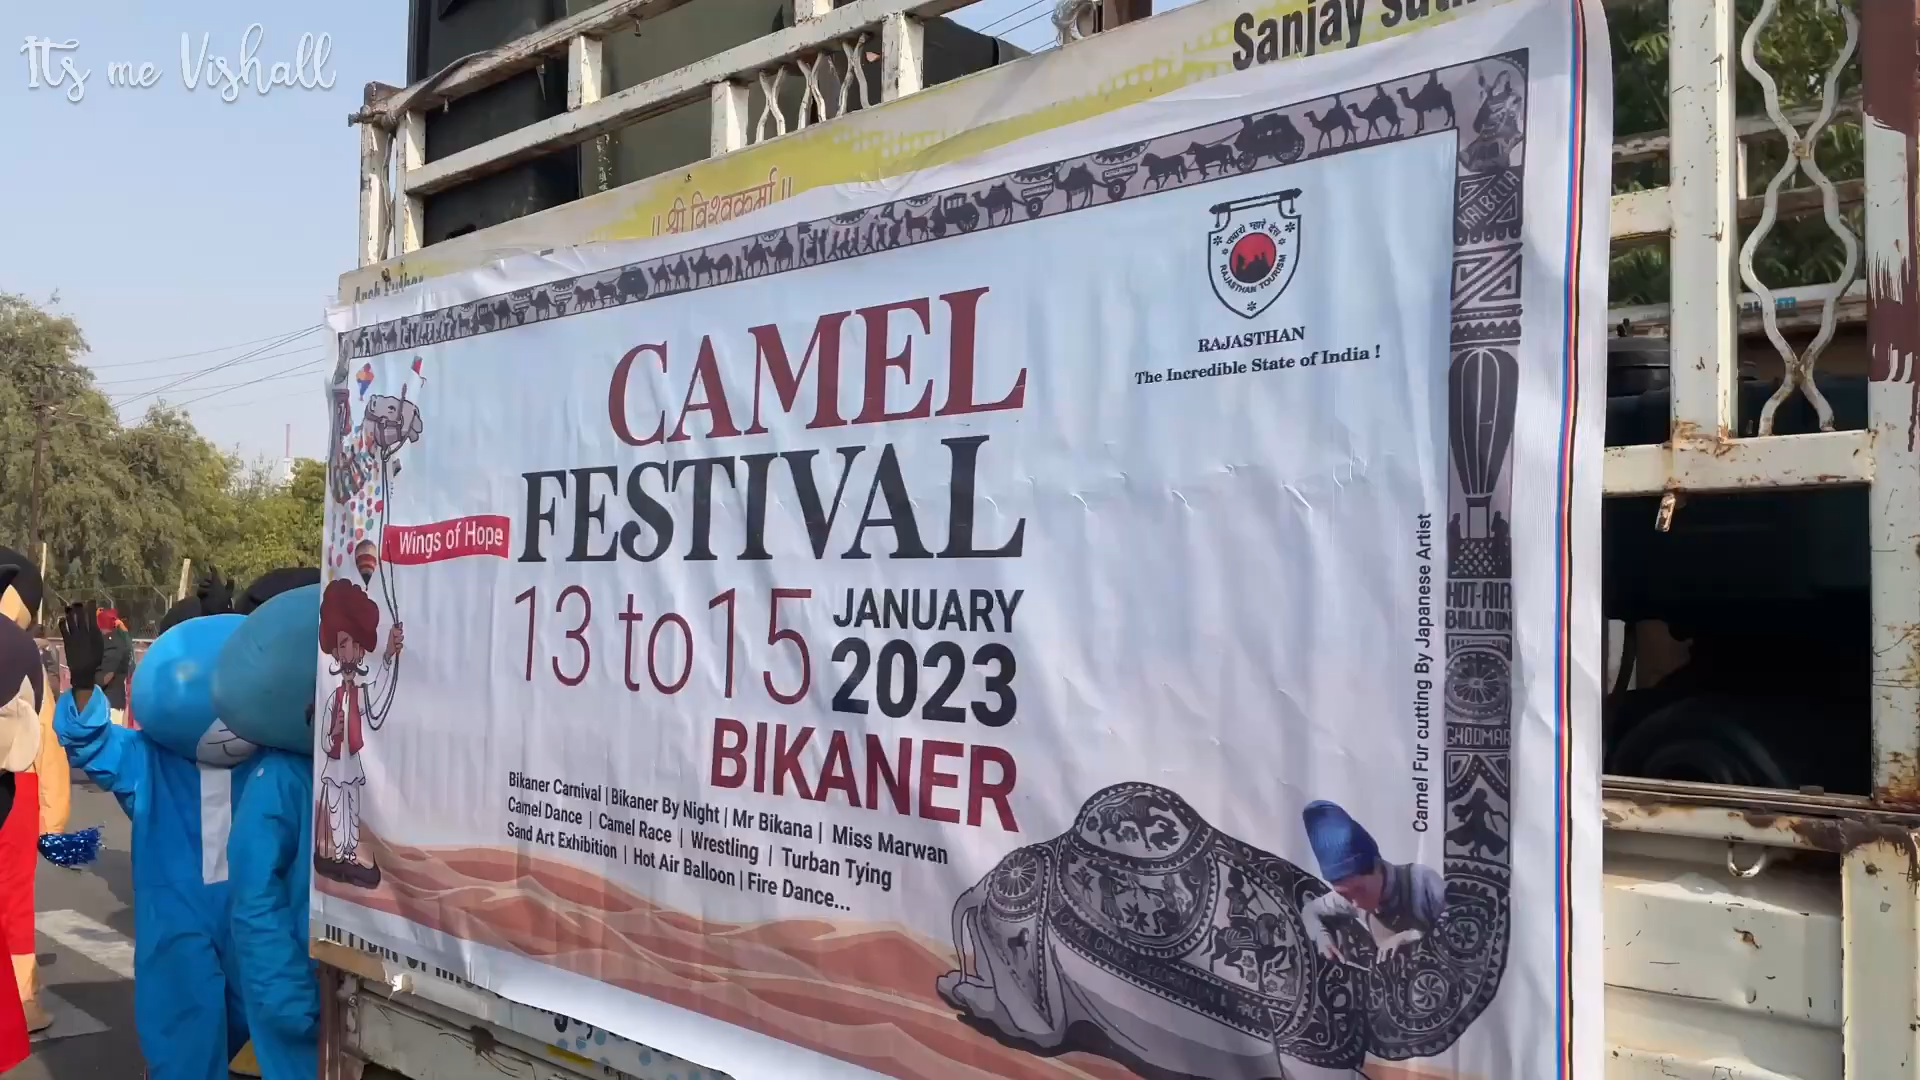 It's me Vishall
Sanjay
॥ श्री विश्वकर्मा ॥
पधारो म्हारे देस
RAJASTHAN TOURISM
RAJASTHAN
The Incredible State of India !
KALBELIA
CAMEL
FESTIVAL
Wings of Hope
13 to 15 JANUARY
2023
BIKANER
Bikaner Carnival | Bikaner By Night | Mr Bikana | Miss Marwan
Camel Dance | Camel Race | Wrestling | Turban Tying
Sand Art Exhibition | Hot Air Balloon | Fire Dance...
Camel Fur cutting By Japanese Artist
HOT-AIR
BALLOON
GHOOMAR